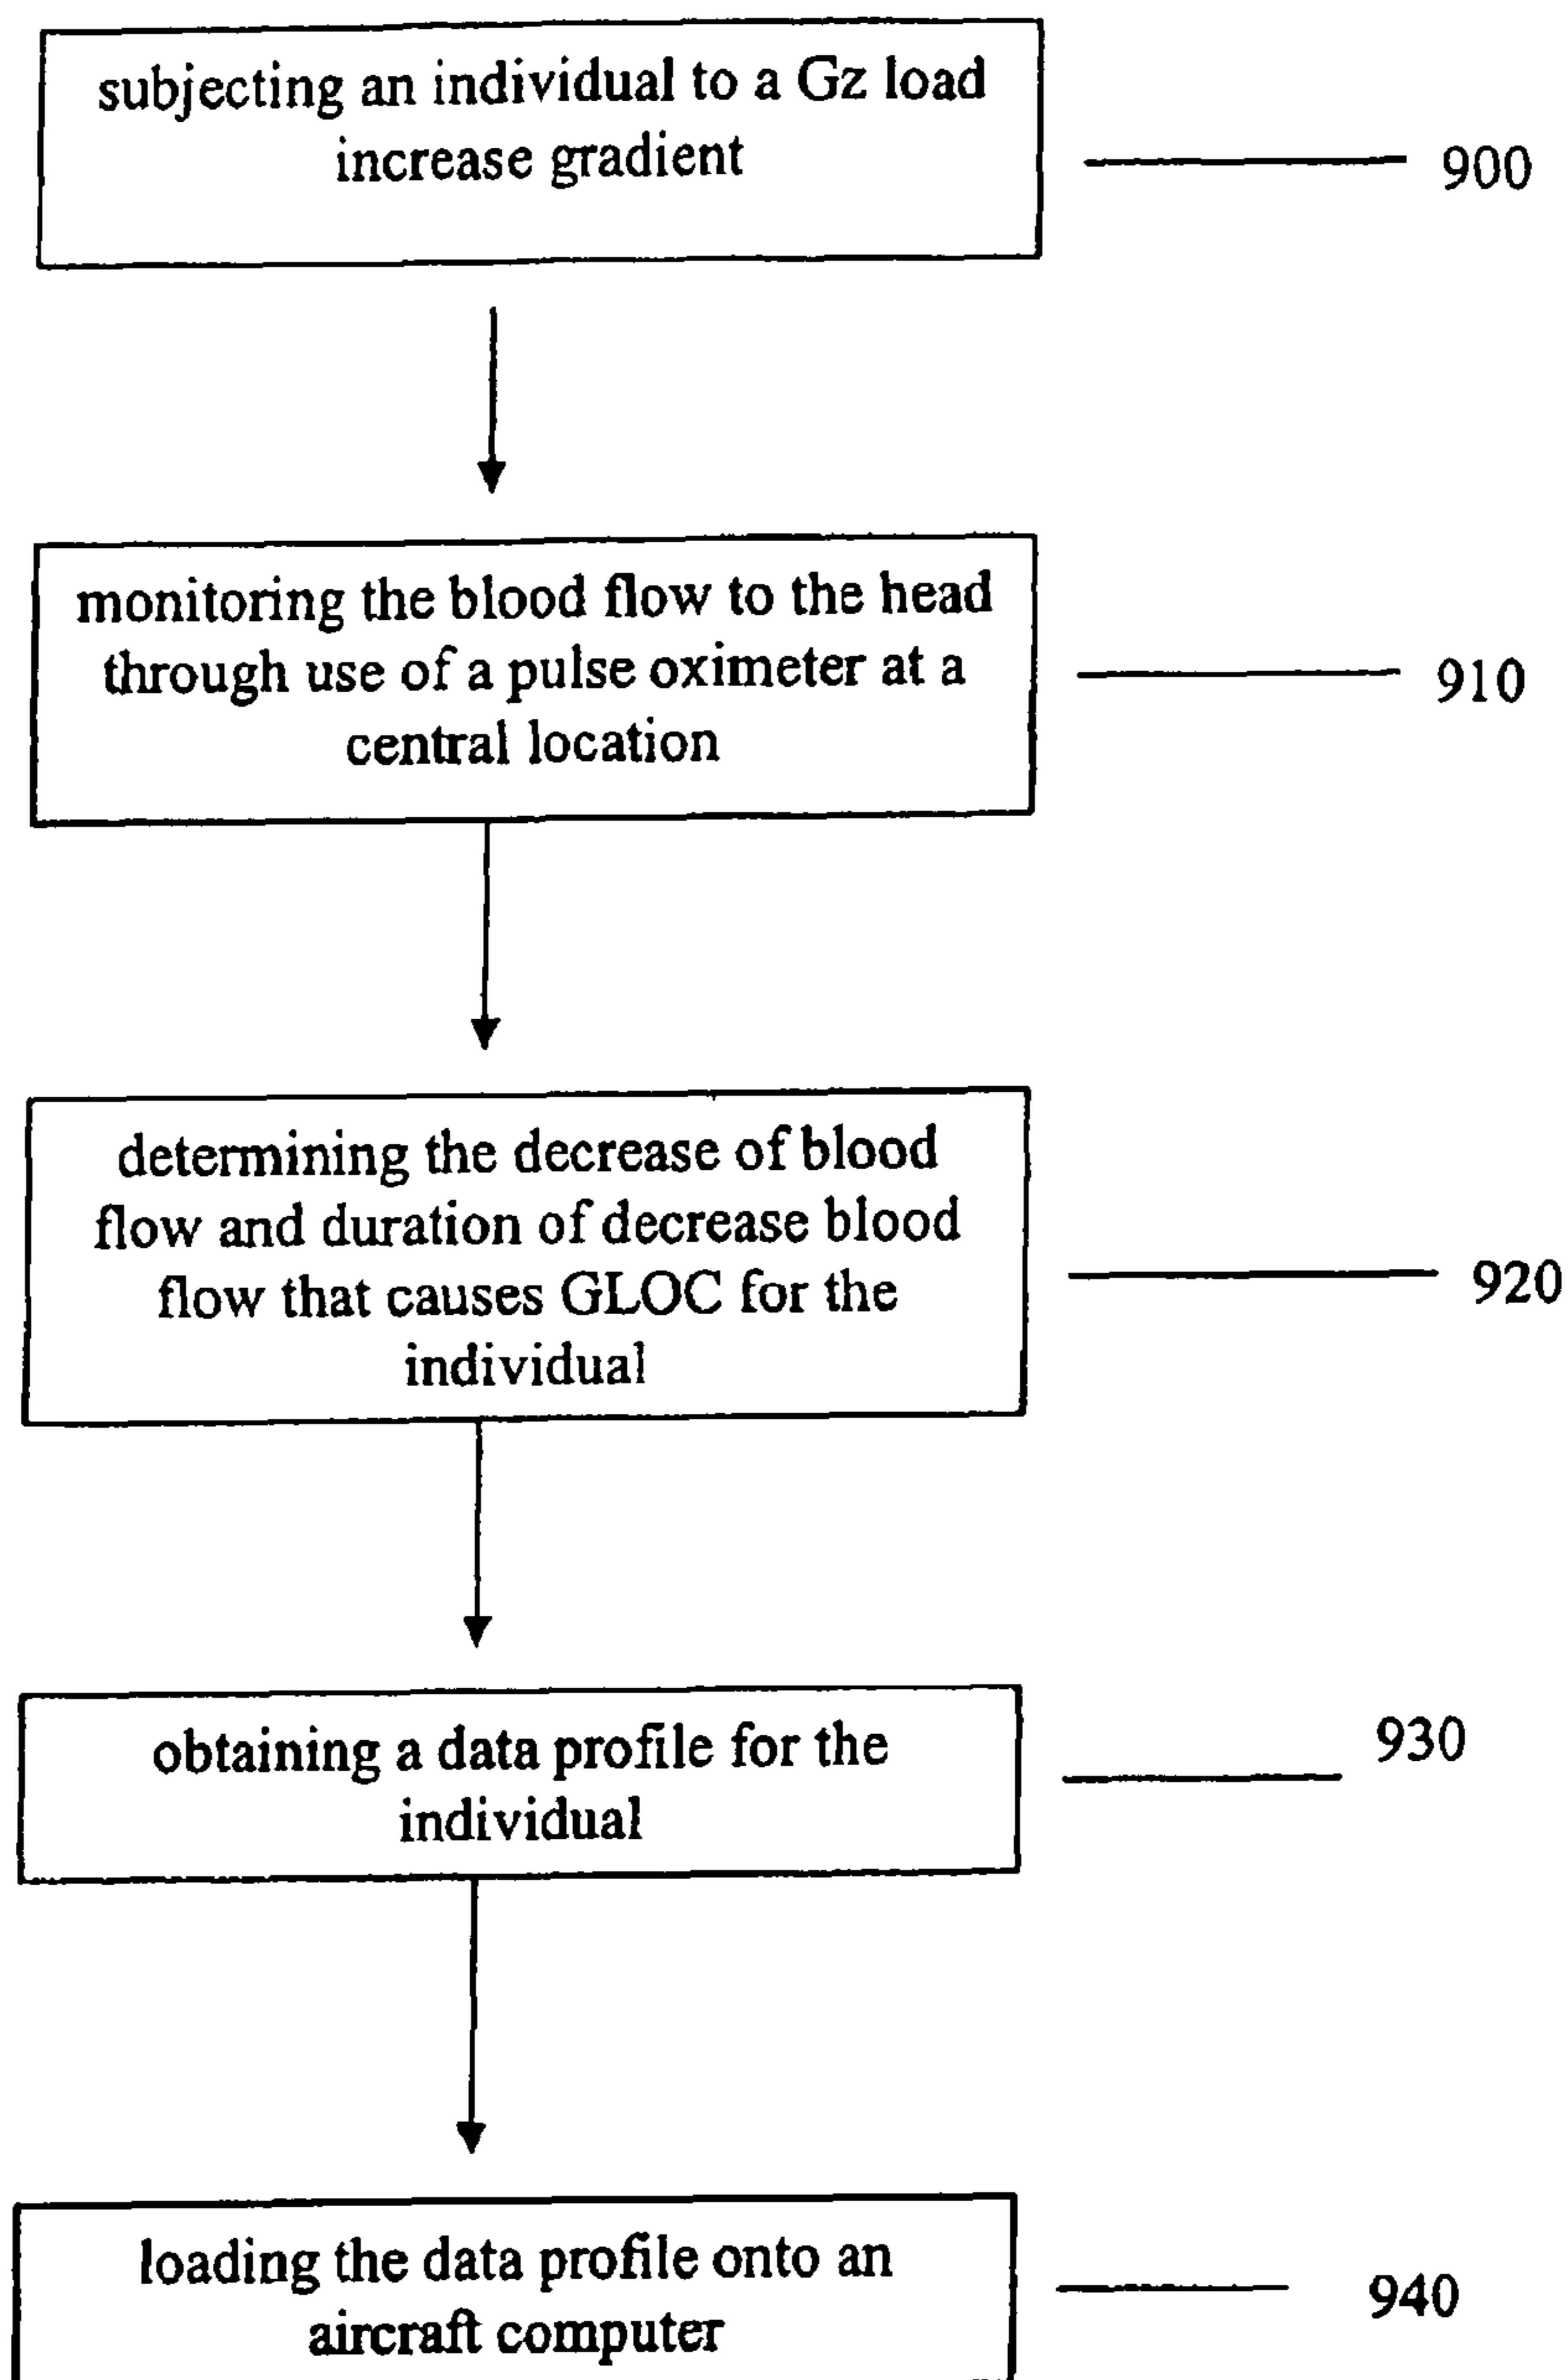 subjecting an individual to a Gz load
increase gradient
900
monitoring the blood flow to the head
through use of a pulse oximeter at a
central location
910
determining the decrease of blood
flow and duration of decrease blood
flow that causes GLOC for the
individual
920
obtaining a data profile for the
individual
930
loading the data profile onto an
aircraft computer
940